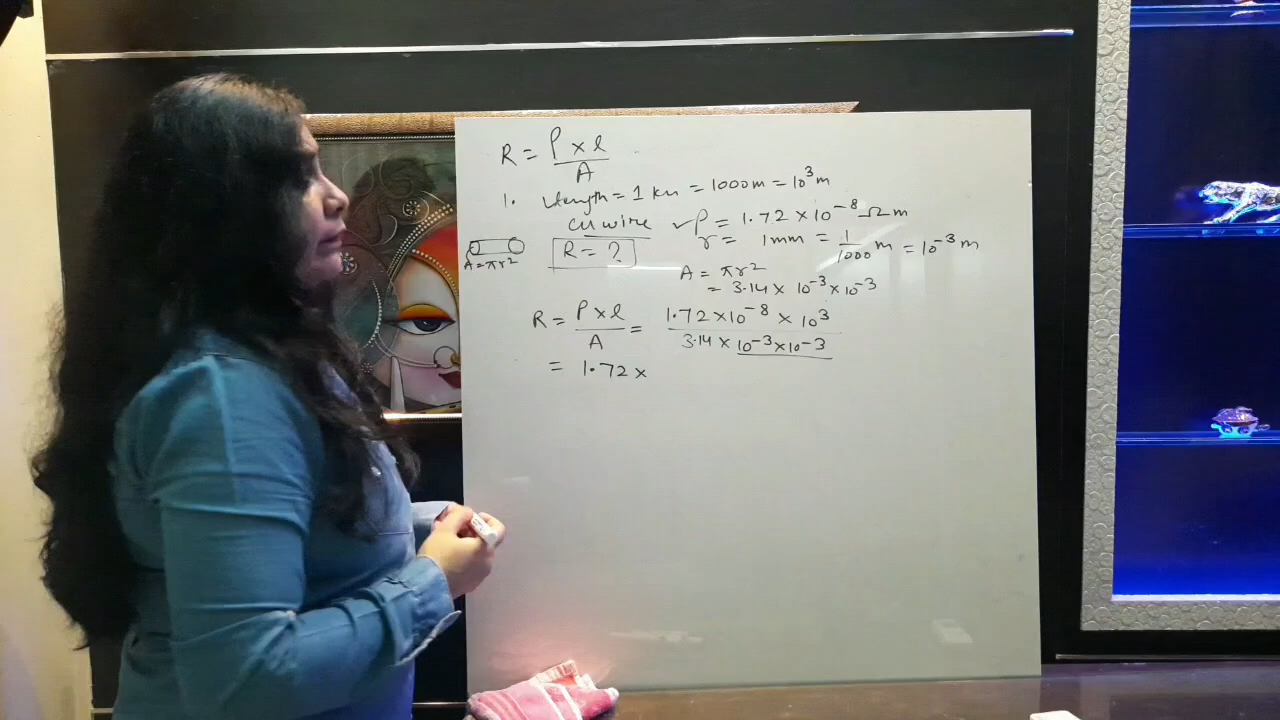 R = ρ x l / A
1. length = 1 km = 1000m = 10³ m
cu wire ✓ρ = 1.72 x 10⁻⁸ Ωm
r = 1mm = 1/1000 m = 10⁻³ m
A = πr²
R = ?
A = πr²
= 3.14 x 10⁻³ x 10⁻³
R = ρ x l / A = 1.72 x 10⁻⁸ x 10³ / 3.14 x 10⁻³ x 10⁻³
= 1.72 x